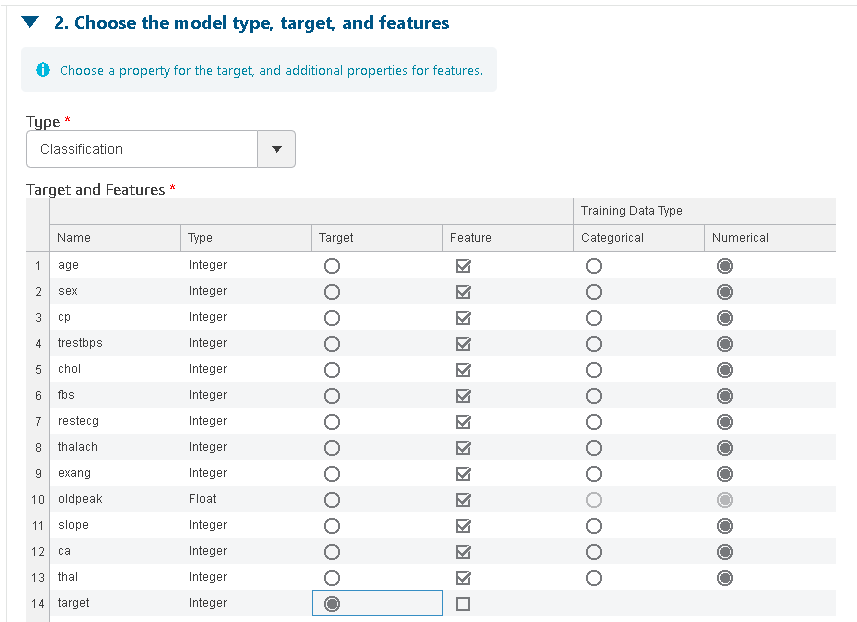 2. Choose the model type, target, and features
Choose a property for the target, and additional properties for features.
Type *
Classification
Target and Features *
Training Data Type
Name Type Target Feature Categorical Numerical
1 age Integer
2 sex Integer
3 cp Integer
4 trestbps Integer
5 chol Integer
6 fbs Integer
7 restecg Integer
8 thalach Integer
9 exang Integer
10 oldpeak Float
11 slope Integer
12 ca Integer
13 thal Integer
14 target Integer